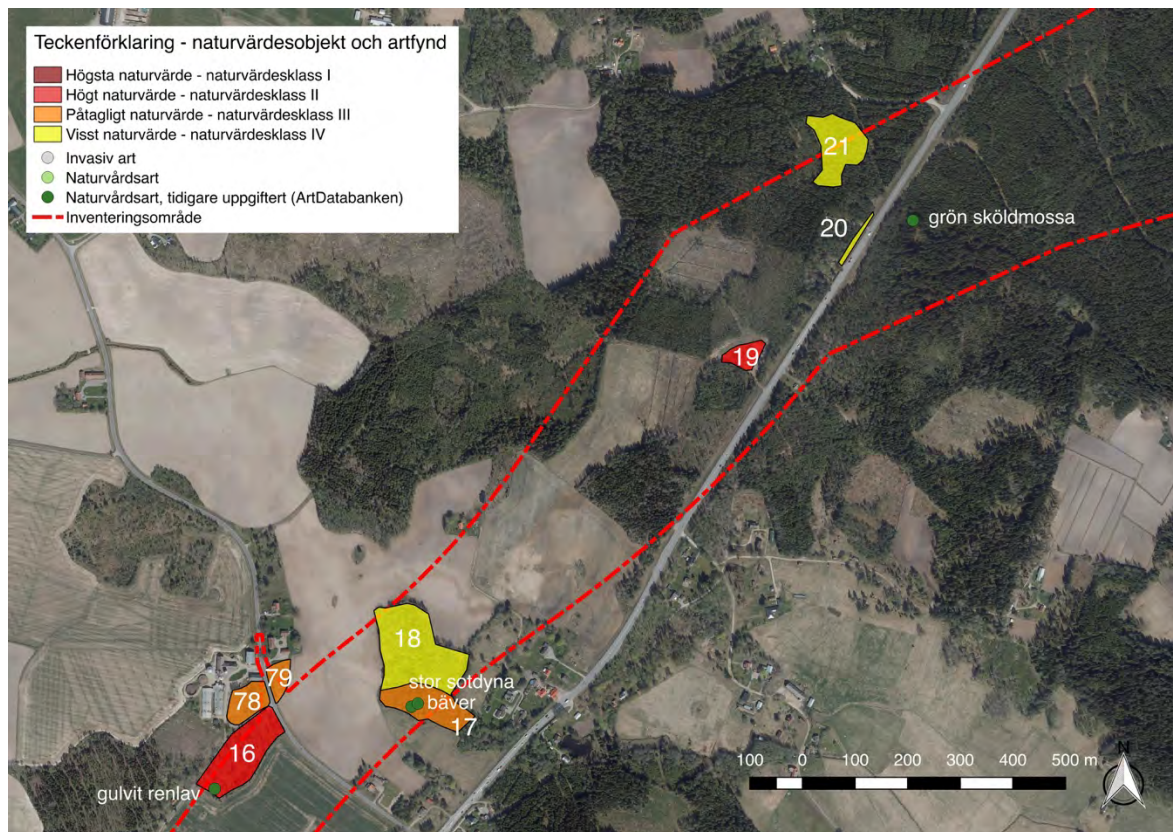 Teckenförklaring - naturvärdesobjekt och artfynd
Högsta naturvärde - naturvärdesklass I
Högt naturvärde - naturvärdesklass II
Påtagligt naturvärde - naturvärdesklass III
Visst naturvärde - naturvärdesklass IV
Invasiv art
Naturvårdsart
Naturvårdsart, tidigare uppgiftert (ArtDatabanken)
Inventeringsområde
21
20
grön sköldmossa
19
18
79
stor sotdyna
78
bäver
17
16
gulvit renlav
100 0 100 200 300 400 500 m
N